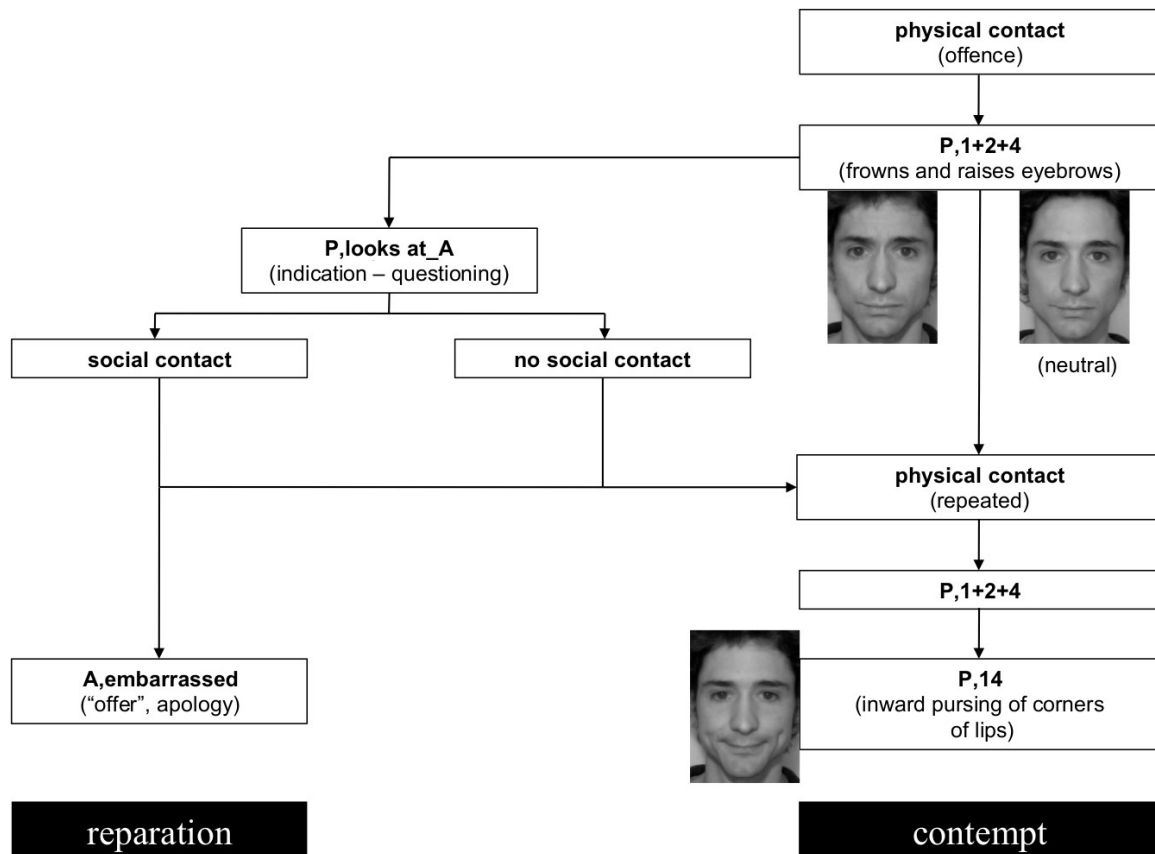 physical contact
(offence)
P,1+2+4
(frowns and raises eyebrows)
P,looks at_A
(indication – questioning)
social contact
no social contact
(neutral)
physical contact
(repeated)
P,1+2+4
A,embarrassed
(“offer”, apology)
P,14
(inward pursing of corners
of lips)
reparation
contempt